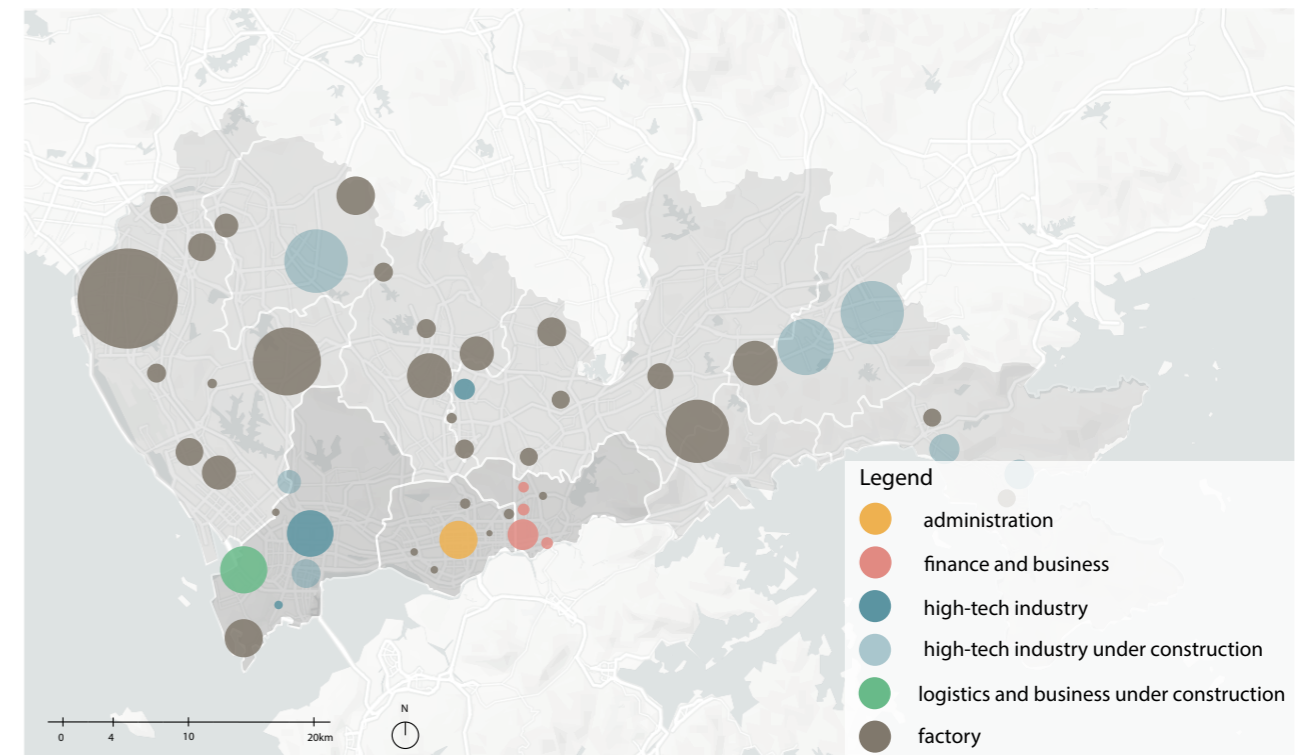 Legend
administration
finance and business
high-tech industry
high-tech industry under construction
logistics and business under construction
factory
N
0 4 10 20km